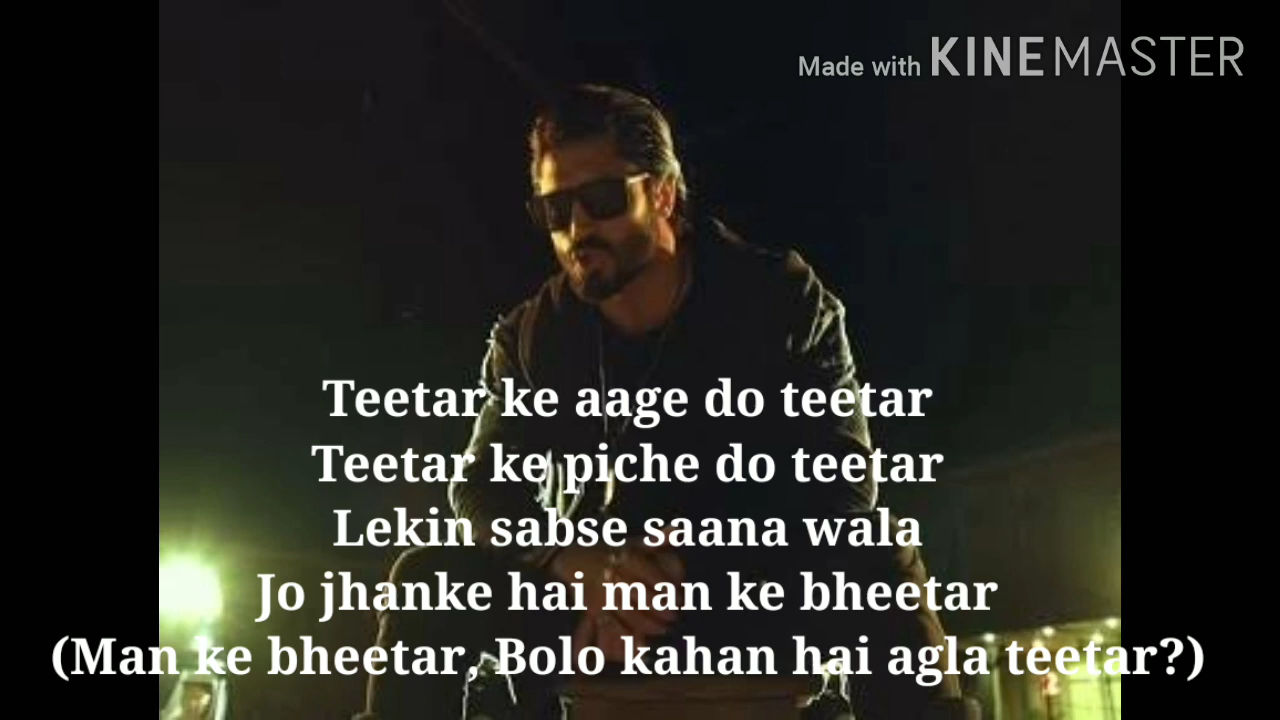 Made with KINEMASTER
Teetar ke aage do teetar
Teetar ke piche do teetar
Lekin sabse saana wala
Jo jhanke hai man ke bheetar
(Man ke bheetar, Bolo kahan hai agla teetar?)